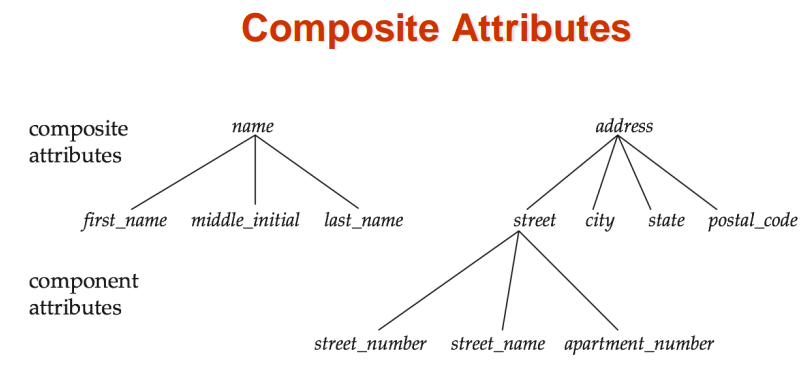 Composite Attributes
composite
attributes
name
address
first_name middle_initial last_name
street city state postal_code
component
attributes
street_number street_name apartment_number